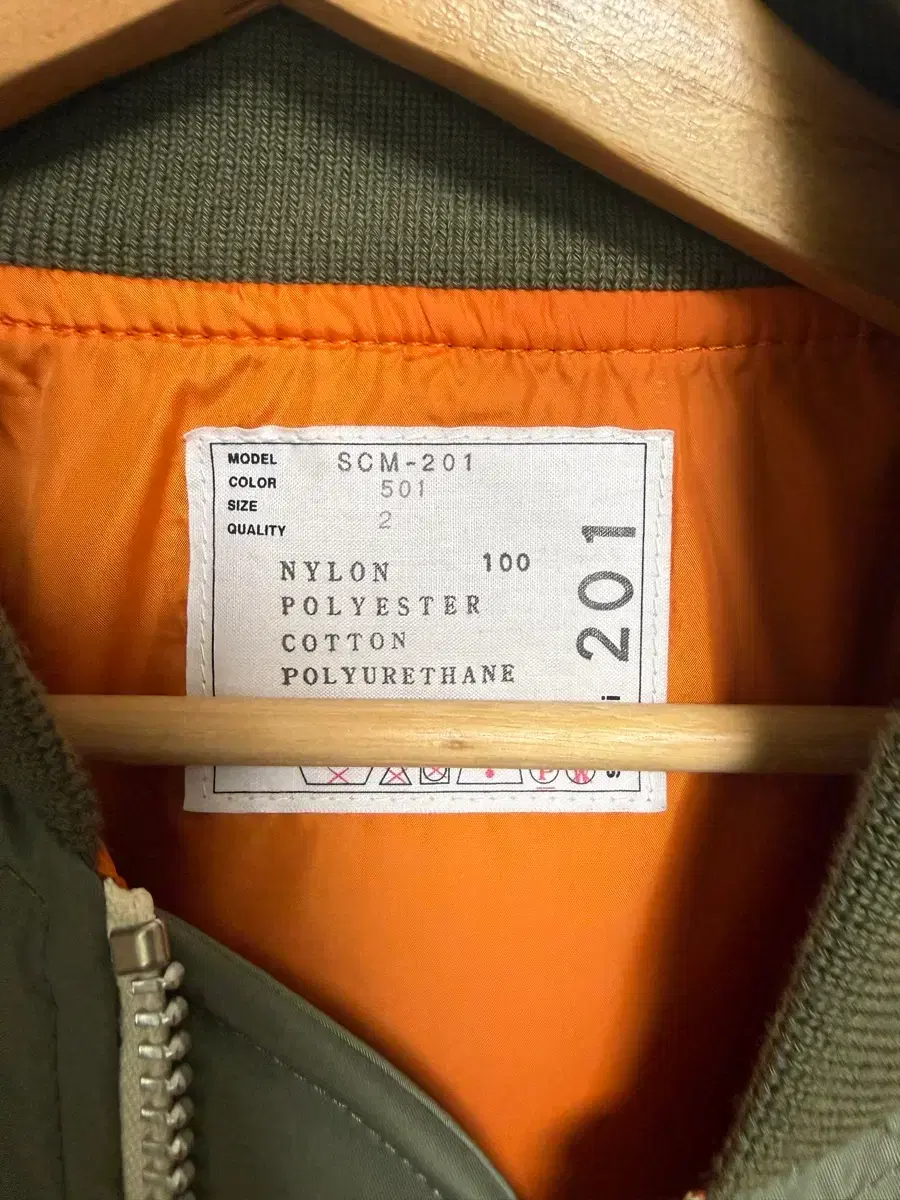 MODEL SCM-201
COLOR 501
SIZE 2
QUALITY
NYLON 100
POLYESTER
COTTON
POLYURETHANE
201
P W